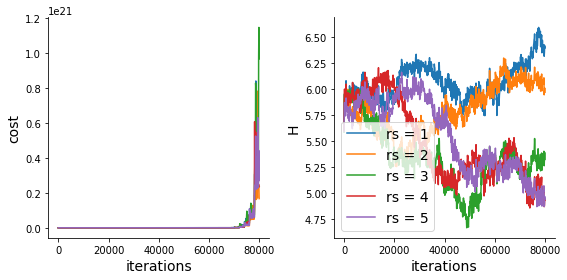 1e21
1.2
1.0
0.8
0.6
0.4
0.2
0.0
cost
0 20000 40000 60000 80000
iterations
6.50
6.25
6.00
5.75
5.50
5.25
5.00
4.75
H
rs = 1
rs = 2
rs = 3
rs = 4
rs = 5
0 20000 40000 60000 80000
iterations